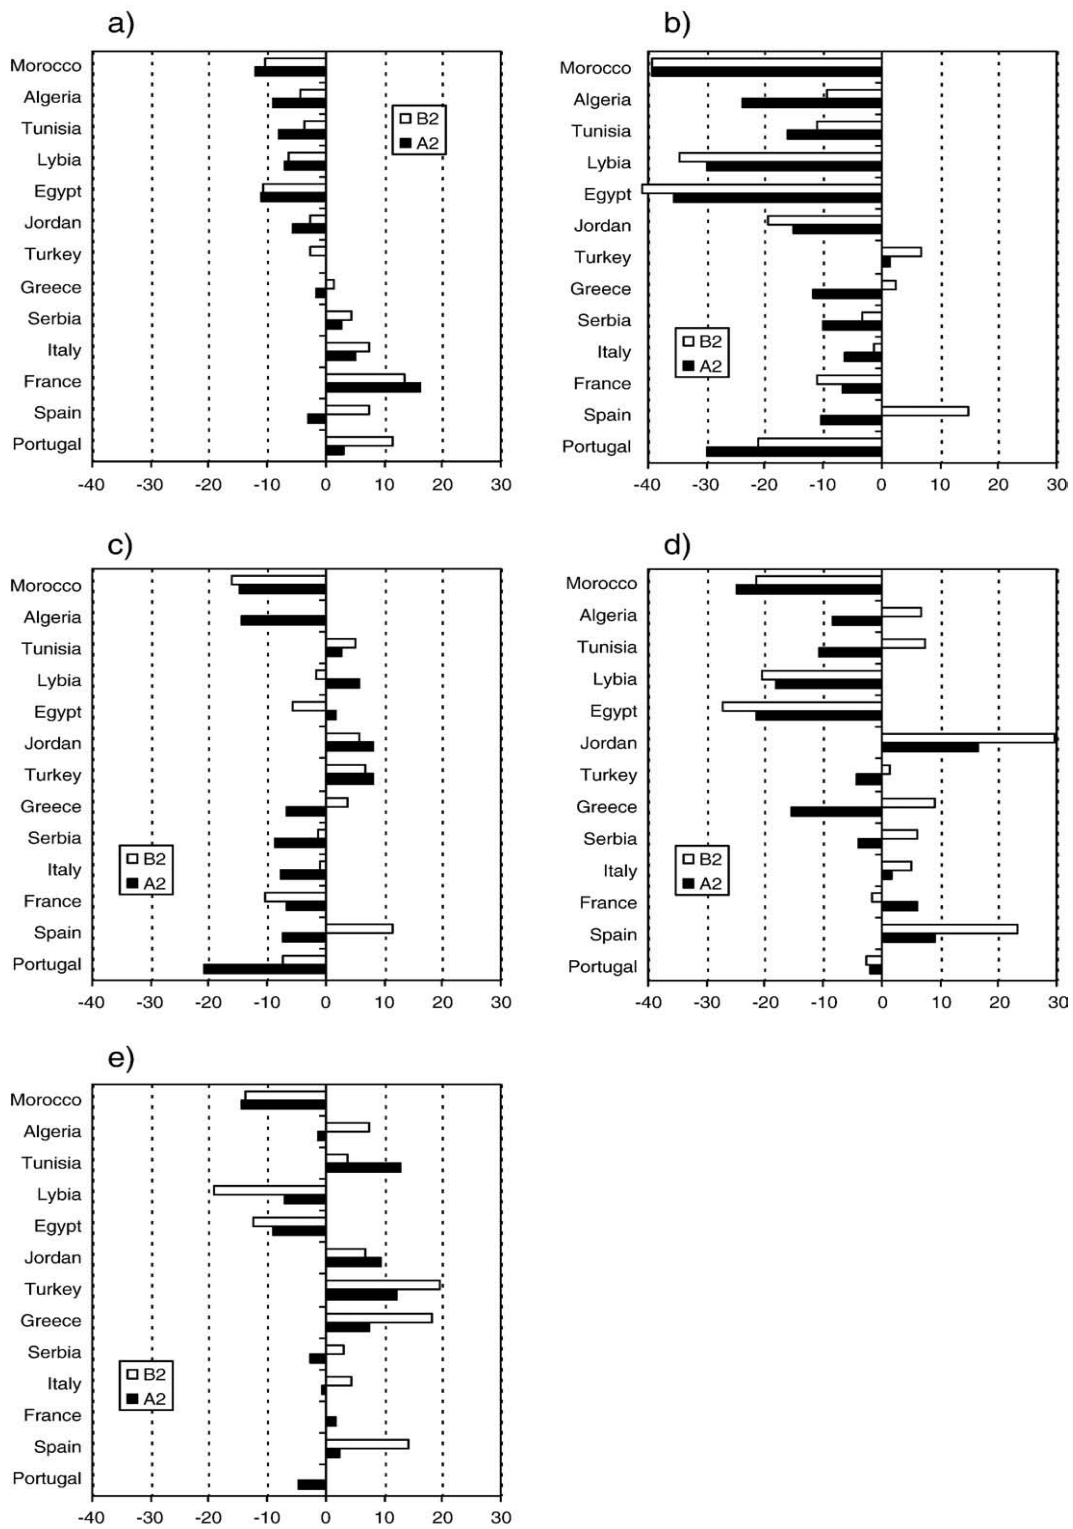 a)
Morocco
Algeria
Tunisia
Lybia
Egypt
Jordan
Turkey
Greece
Serbia
Italy
France
Spain
Portugal
B2
A2
-40 -30 -20 -10 0 10 20 30
b)
Morocco
Algeria
Tunisia
Lybia
Egypt
Jordan
Turkey
Greece
Serbia
Italy
France
Spain
Portugal
B2
A2
-40 -30 -20 -10 0 10 20 30
c)
Morocco
Algeria
Tunisia
Lybia
Egypt
Jordan
Turkey
Greece
Serbia
Italy
France
Spain
Portugal
B2
A2
-40 -30 -20 -10 0 10 20 30
d)
Morocco
Algeria
Tunisia
Lybia
Egypt
Jordan
Turkey
Greece
Serbia
Italy
France
Spain
Portugal
B2
A2
-40 -30 -20 -10 0 10 20 30
e)
Morocco
Algeria
Tunisia
Lybia
Egypt
Jordan
Turkey
Greece
Serbia
Italy
France
Spain
Portugal
B2
A2
-40 -30 -20 -10 0 10 20 30